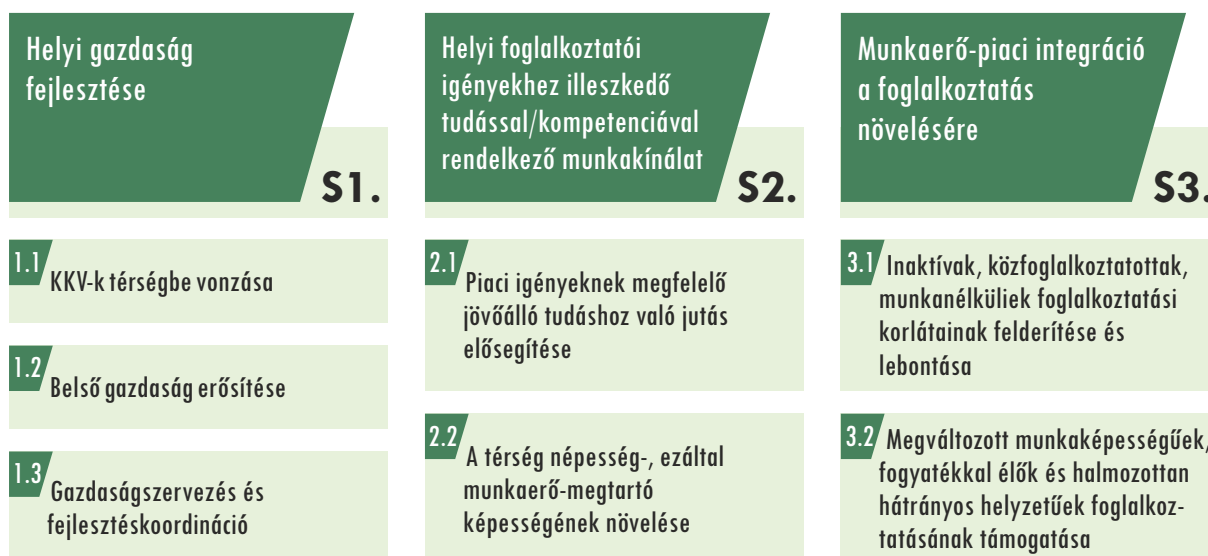 Helyi gazdaság
fejlesztése
S1.
1.1
KKV-k térségbe vonzása
1.2
Belső gazdaság erősítése
1.3
Gazdaságszervezés és
fejlesztéskoordináció
Helyi foglalkoztatói
igényekhez illeszkedő
tudással/kompetenciával
rendelkező munkakínálat
S2.
2.1
Piaci igényeknek megfelelő
jövőálló tudáshoz való jutás
elősegítése
2.2
A térség népesség-, ezáltal
munkaerő-megtartó
képességének növelése
Munkaerő-piaci integráció
a foglalkoztatás
növelésére
S3.
3.1 Inaktívak, közfoglalkoztatottak,
munkanélküliek foglalkoztatási
korlátainak felderítése és
lebontása
3.2 Megváltozott munkaképességűek,
fogyatékkal élők és halmozottan
hátrányos helyzetűek foglalkoz-
tatásának támogatása